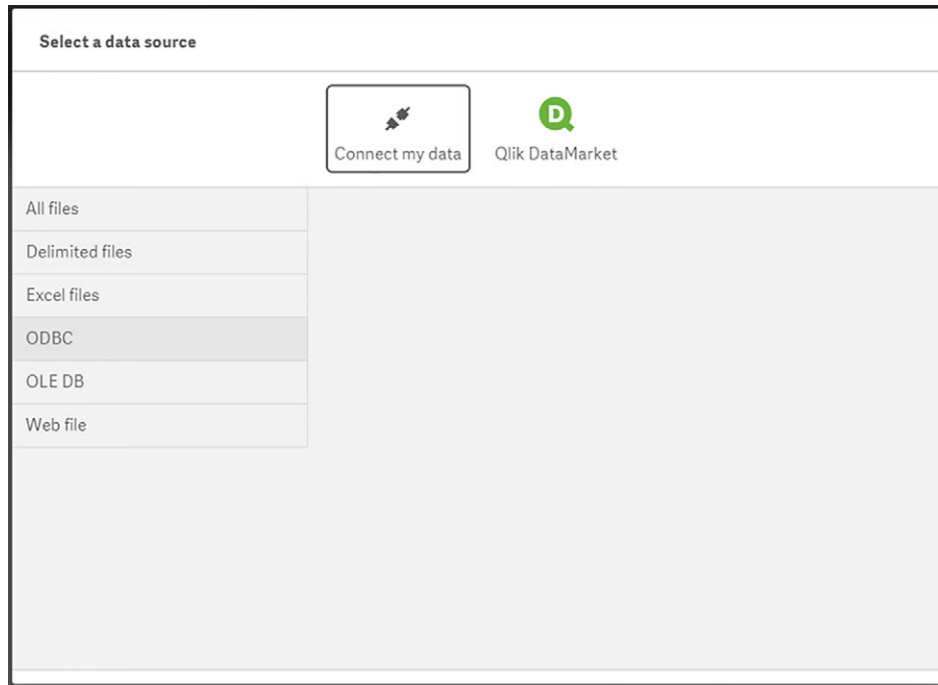 Select a data source
Connect my data
Qlik DataMarket
All files
Delimited files
Excel files
ODBC
OLE DB
Web file